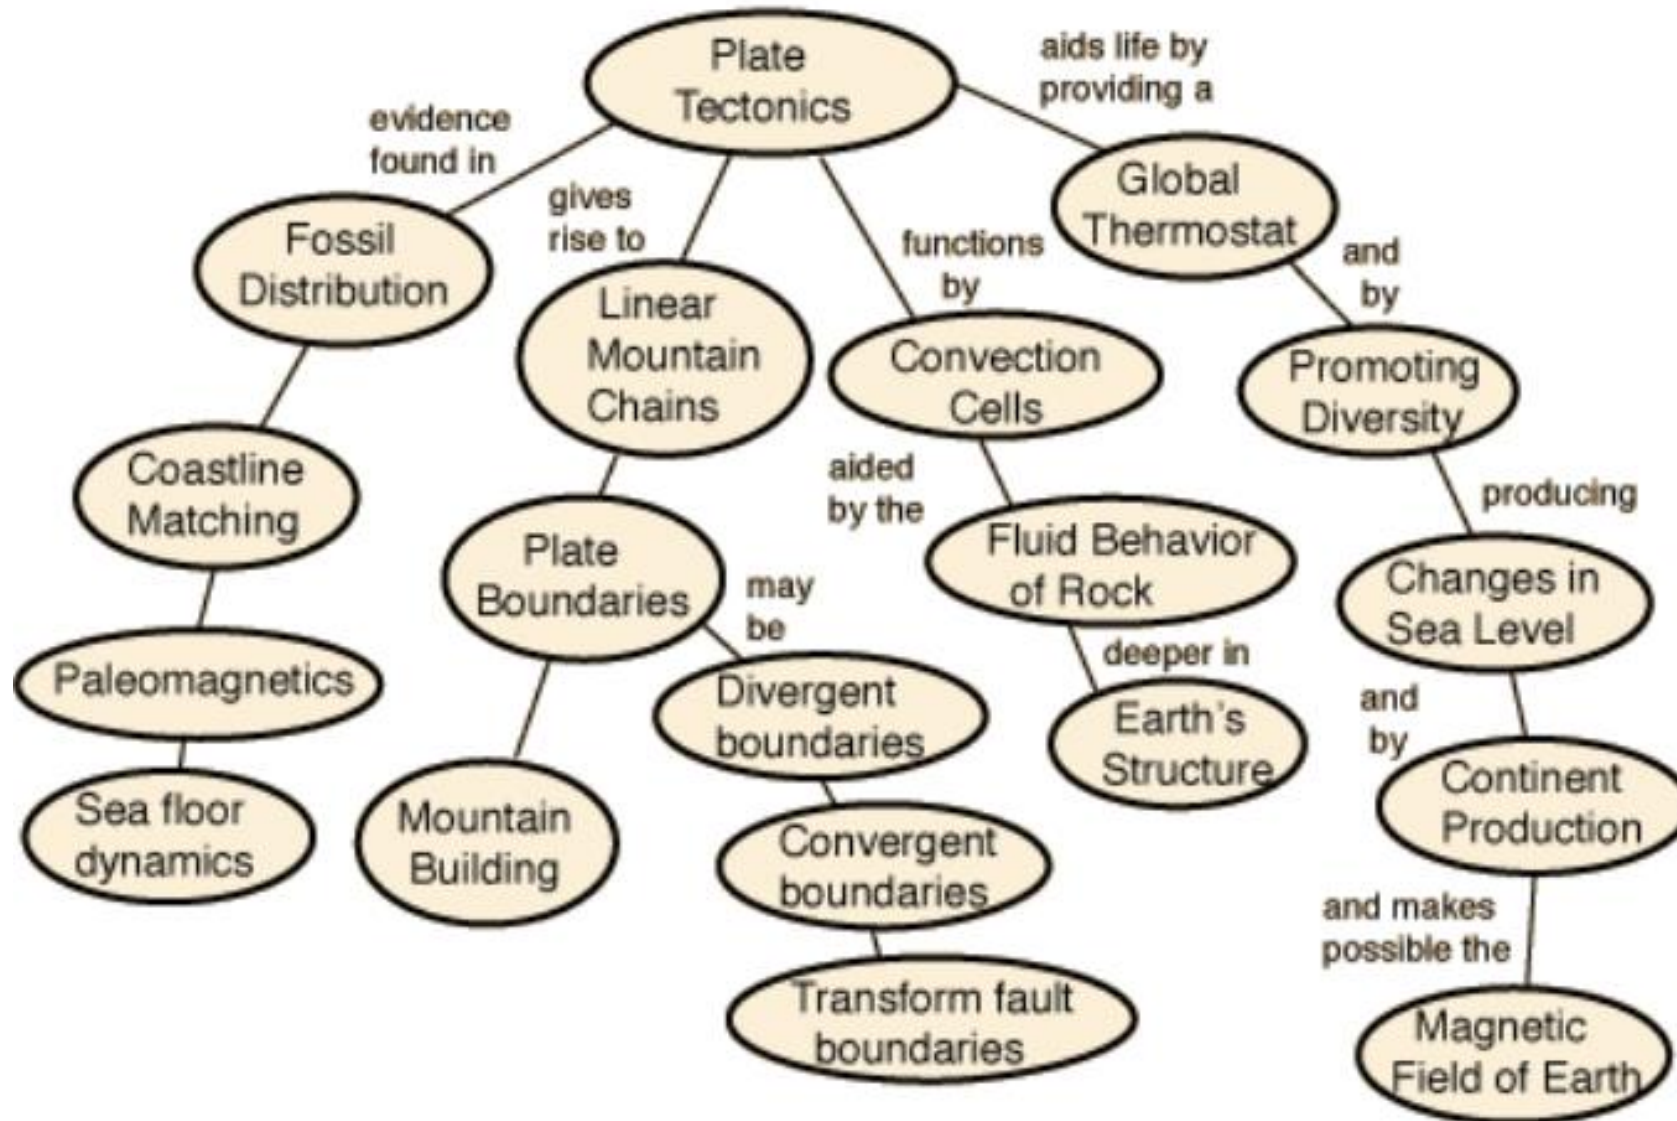 Plate
Tectonics
aids life by
providing a
evidence
found in
gives
rise to
functions
by
Global
Thermostat
and
by
Fossil
Distribution
Linear
Mountain
Chains
Convection
Cells
Promoting
Diversity
Coastline
Matching
aided
by the
producing
Plate
Boundaries
may
be
Fluid Behavior
of Rock
Changes in
Sea Level
Paleomagnetics
Divergent
boundaries
deeper in
Earth's
Structure
and
by
Sea floor
dynamics
Mountain
Building
Convergent
boundaries
Continent
Production
and makes
possible the
Transform fault
boundaries
Magnetic
Field of Earth